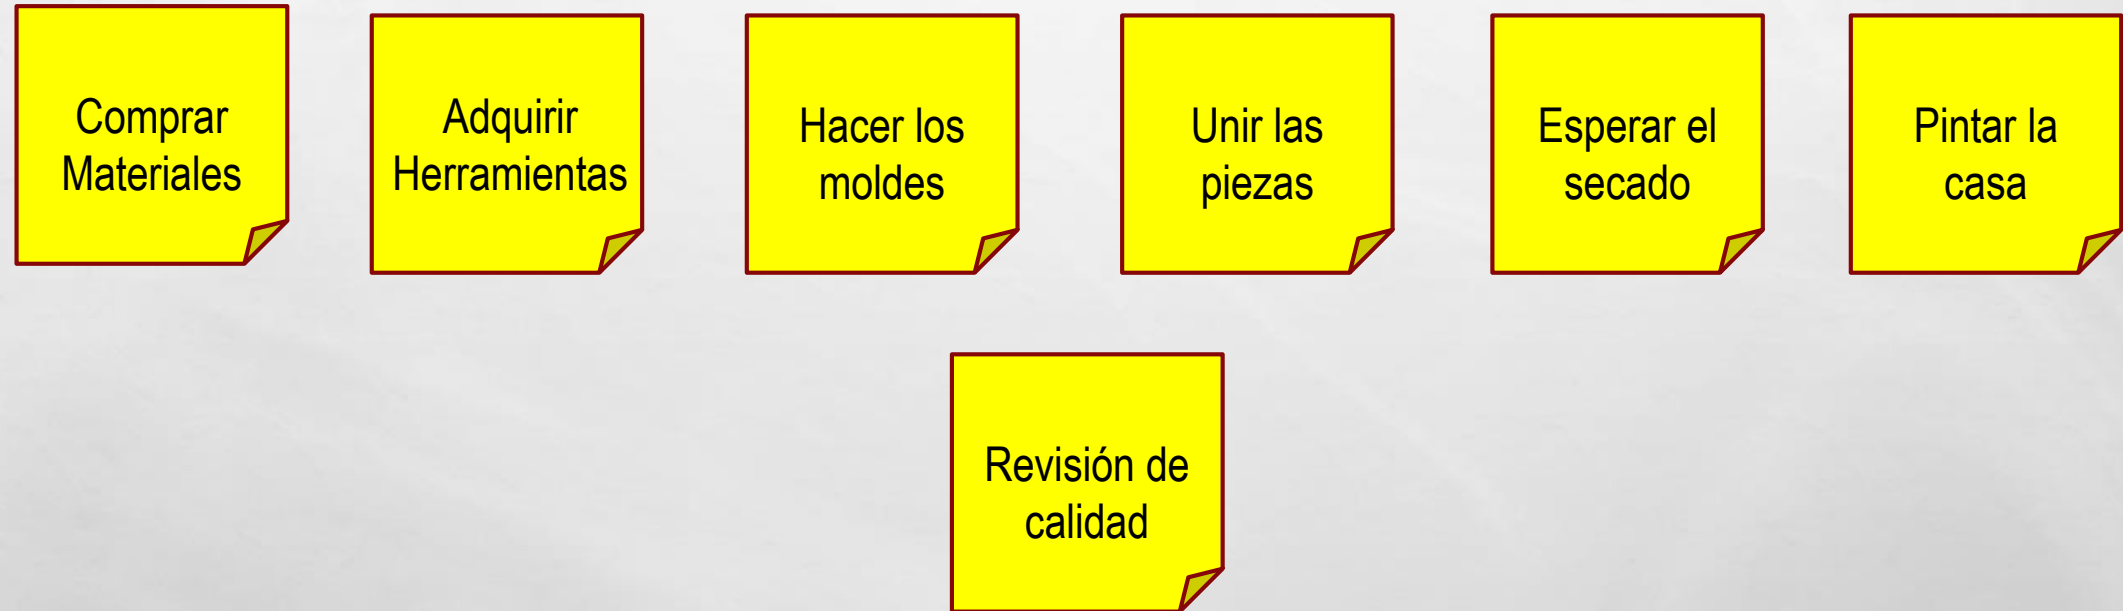 Comprar
Materiales
Adquirir
Herramientas
Hacer los
moldes
Unir las
piezas
Esperar el
secado
Pintar la
casa
Revisión de
calidad